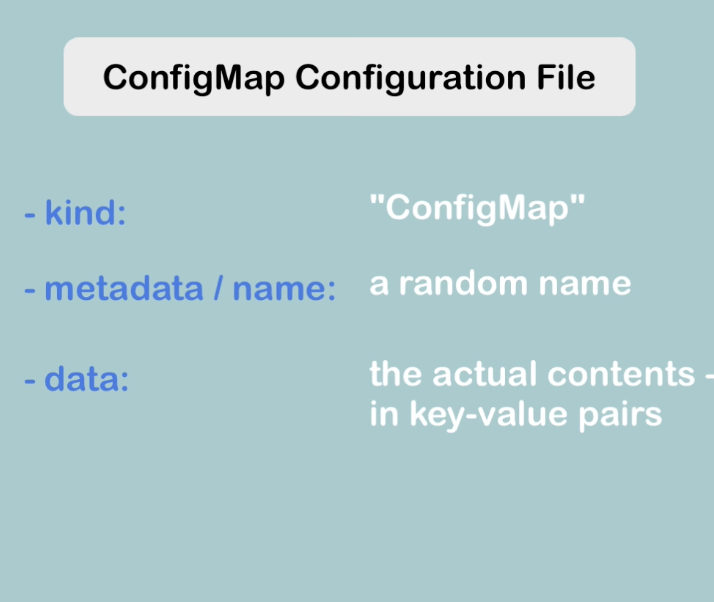 ConfigMap Configuration File
- kind: "ConfigMap"
- metadata / name: a random name
- data: the actual contents -
in key-value pairs